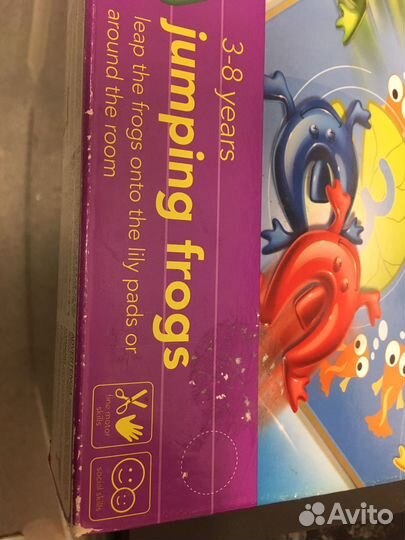 3-8 years
jumping frogs
leap the frogs onto the lily pads or
around the room
fine motor
skills
social skills
Avito